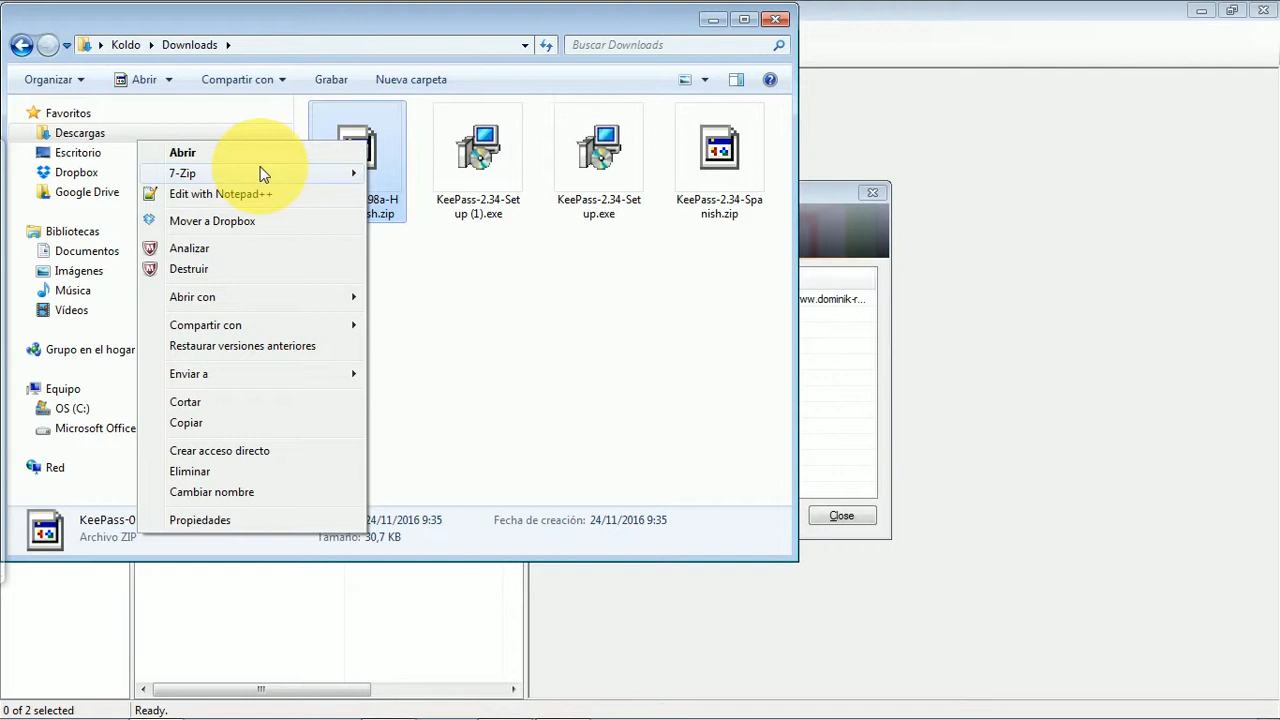 Koldo
Downloads
Buscar Downloads
Organizar
Abrir
Compartir con
Grabar
Nueva carpeta
Favoritos
Descargas
Escritorio
Dropbox
Google Drive
Bibliotecas
Documentos
Imágenes
Música
Vídeos
Grupo en el hogar
Equipo
OS (C:)
Microsoft Office
Red
Abrir
7-Zip
Edit with Notepad++
Mover a Dropbox
Analizar
Destruir
Abrir con
Compartir con
Restaurar versiones anteriores
Enviar a
Cortar
Copiar
Crear acceso directo
Eliminar
Cambiar nombre
Propiedades
98a-H
sh.zip
KeePass-2.34-Set
up (1).exe
KeePass-2.34-Set
up.exe
KeePass-2.34-Spa
nish.zip
ww.dominik-r...
Close
KeePass-0
24/11/2016 9:35
Fecha de creación: 24/11/2016 9:35
Archivo ZIP
Tamaño: 30,7 KB
0 of 2 selected
Ready.